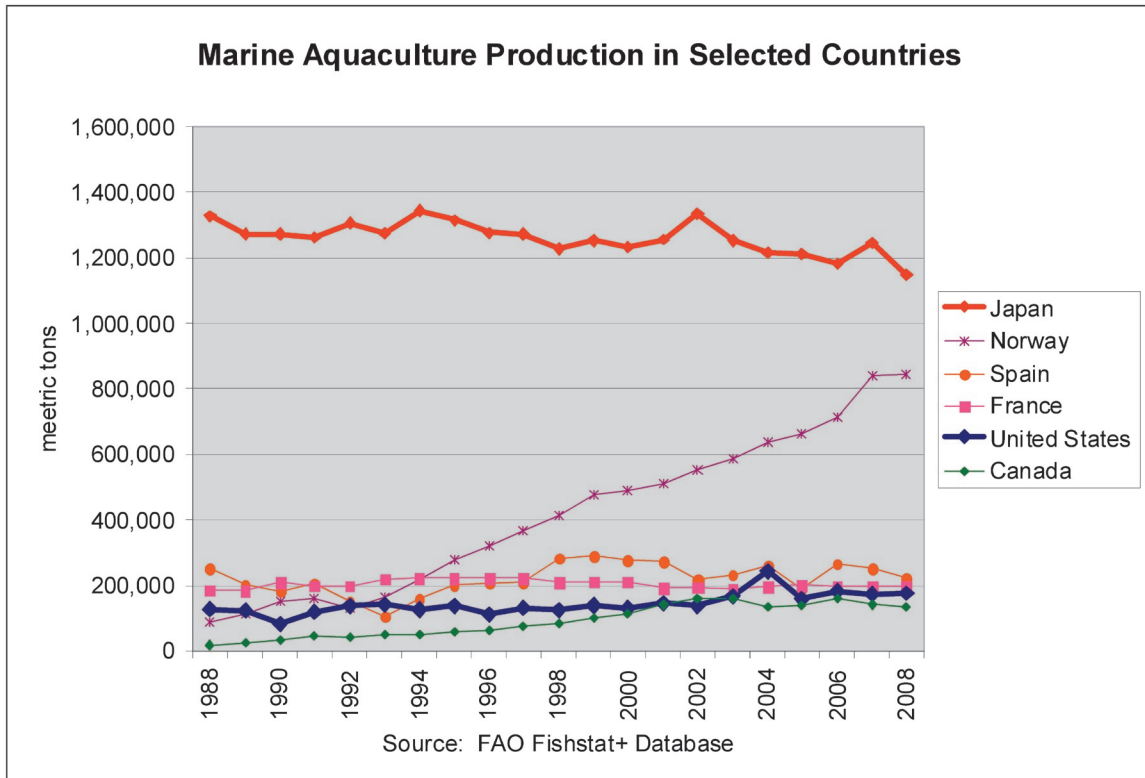 Marine Aquaculture Production in Selected Countries
1,600,000
1,400,000
1,200,000
1,000,000
800,000
600,000
400,000
200,000
0
meetric tons
1988
1990
1992
1994
1996
1998
2000
2002
2004
2006
2008
Source: FAO Fishstat+ Database
Japan
Norway
Spain
France
United States
Canada